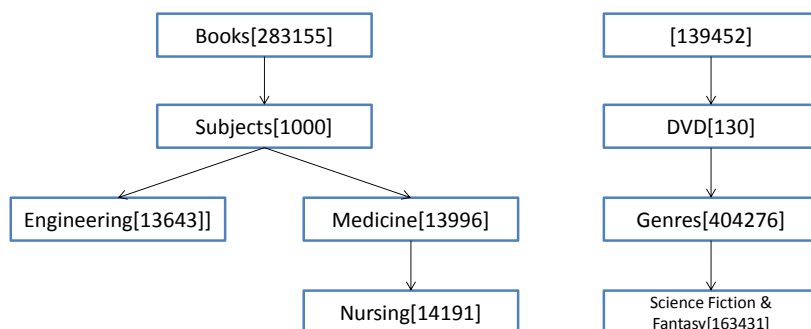 Books[283155]
[139452]
Subjects[1000]
DVD[130]
Engineering[13643]]
Medicine[13996]
Genres[404276]
Nursing[14191]
Science Fiction &
Fantasy[163431]